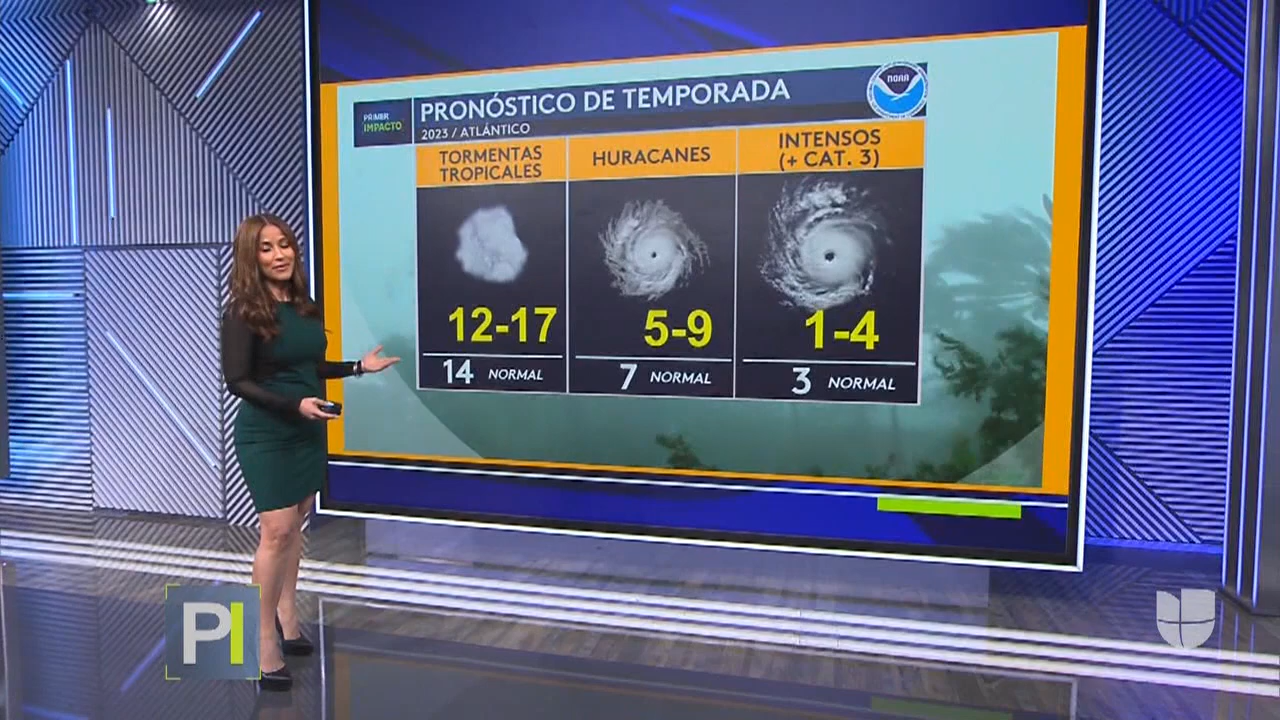 PRIMER
IMPACTO
PRONÓSTICO DE TEMPORADA
NOAA
2023 / ATLÁNTICO
TORMENTAS
TROPICALES
HURACANES
INTENSOS
(+ CAT. 3)
12-17
5-9
1-4
14 NORMAL
7 NORMAL
3 NORMAL
PI